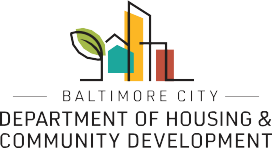 BALTIMORE CITY
DEPARTMENT OF HOUSING &
COMMUNITY DEVELOPMENT